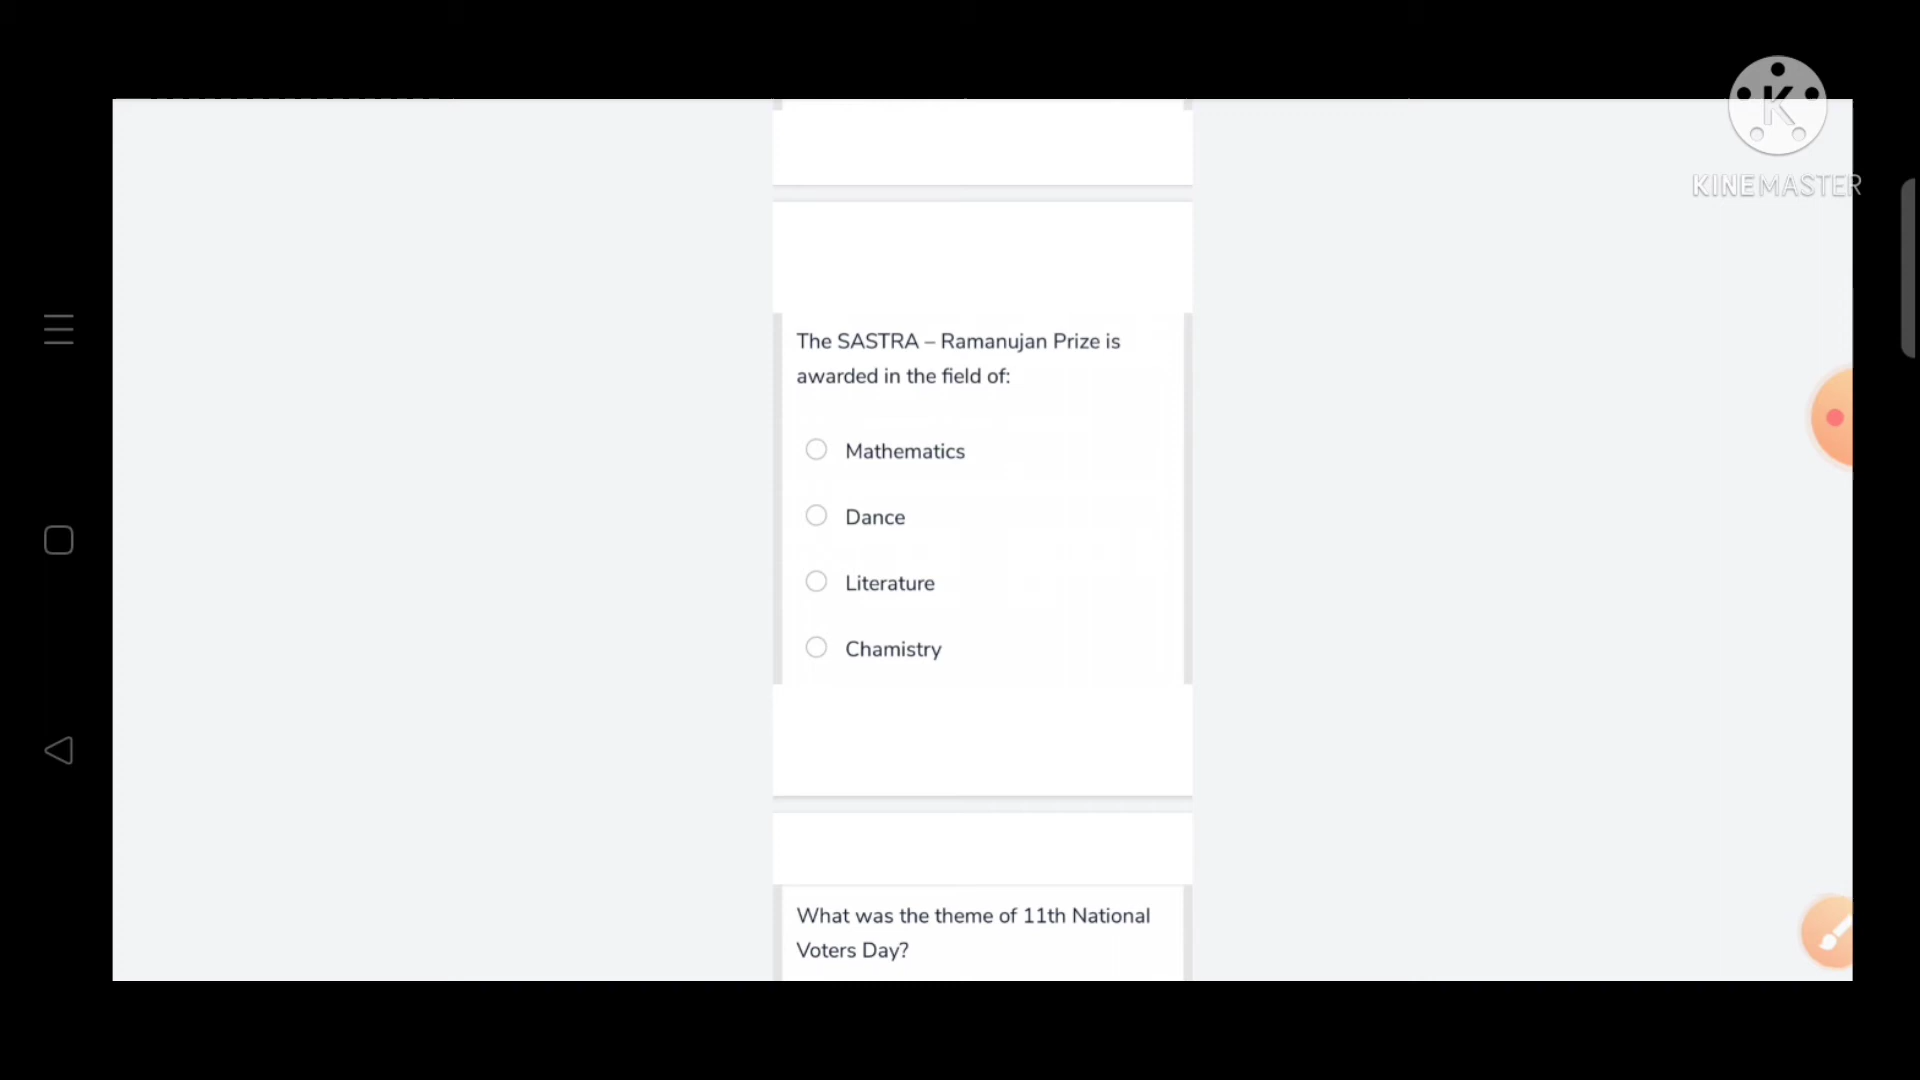 K
KINEMASTER
The SASTRA – Ramanujan Prize is
awarded in the field of:
Mathematics
Dance
Literature
Chamistry
What was the theme of 11th National
Voters Day?